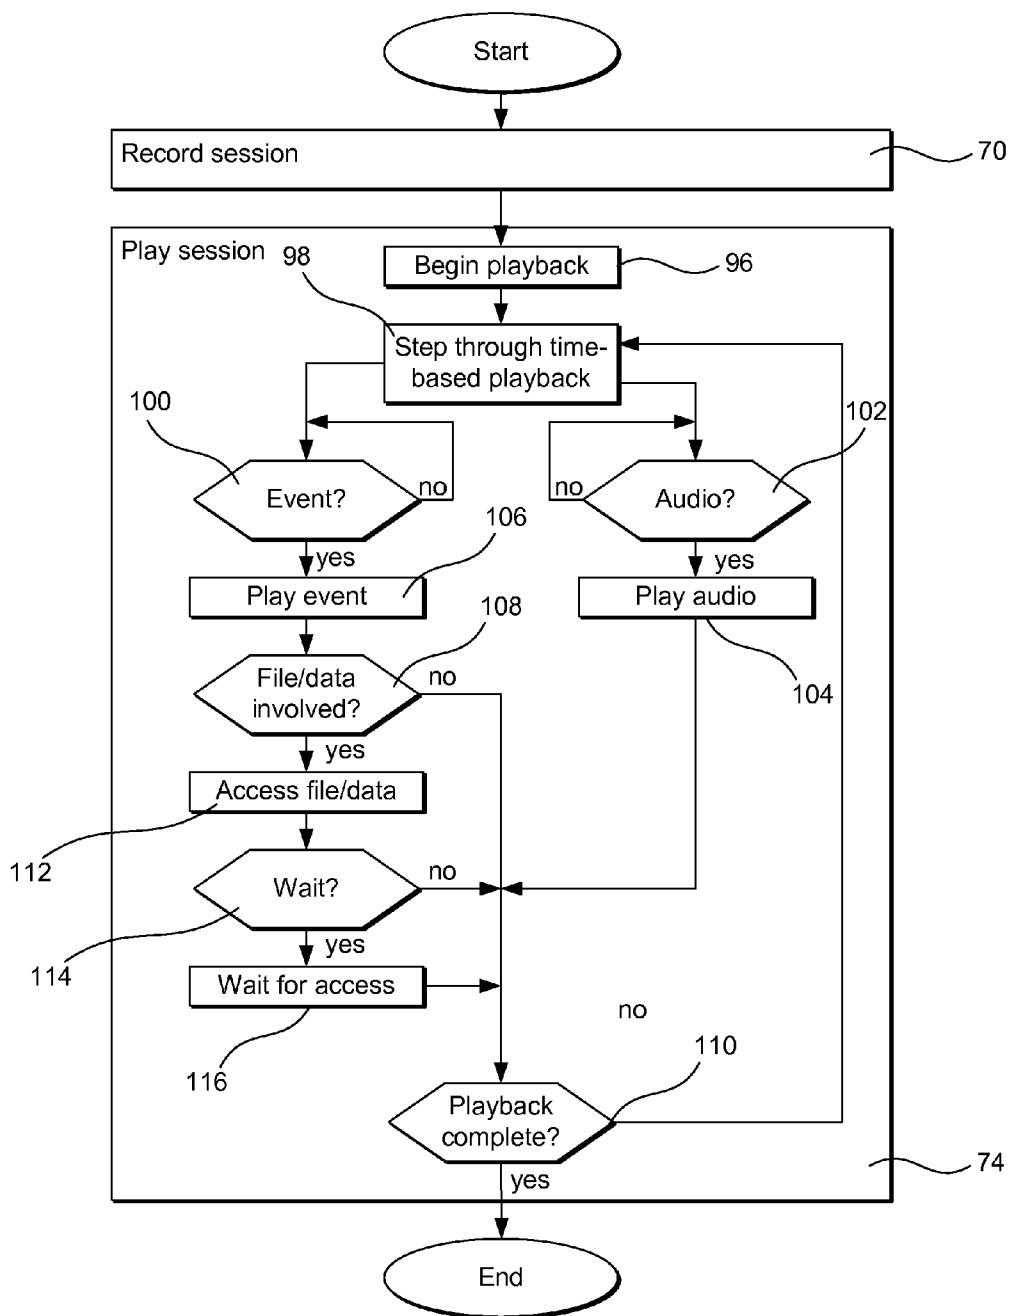 Start
Record session
70
Play session
98
Begin playback
96
Step through time-
based playback
100
102
Event?
no
no
Audio?
yes
106
yes
Play event
Play audio
108
104
File/data
involved?
no
yes
Access file/data
112
Wait?
no
114
yes
Wait for access
116
no
110
Playback
complete?
74
yes
End